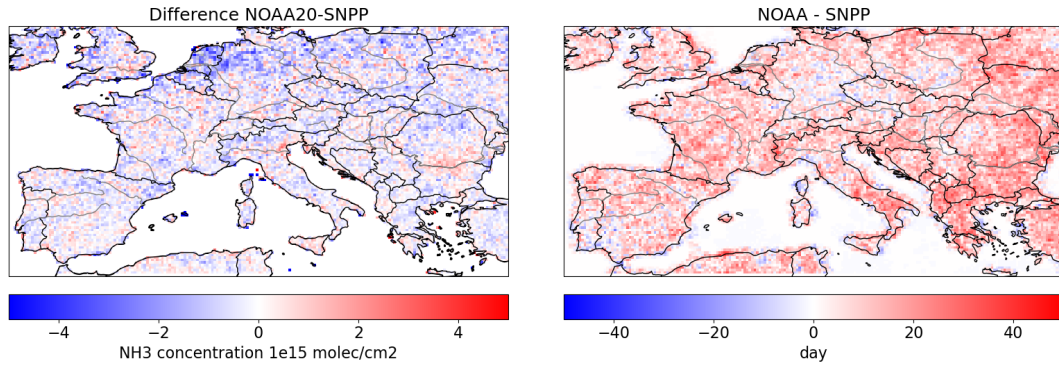 Difference NOAA20-SNPP
NOAA - SNPP
−4 −2 0 2 4
NH3 concentration 1e15 molec/cm2
−40 −20 0 20 40
day